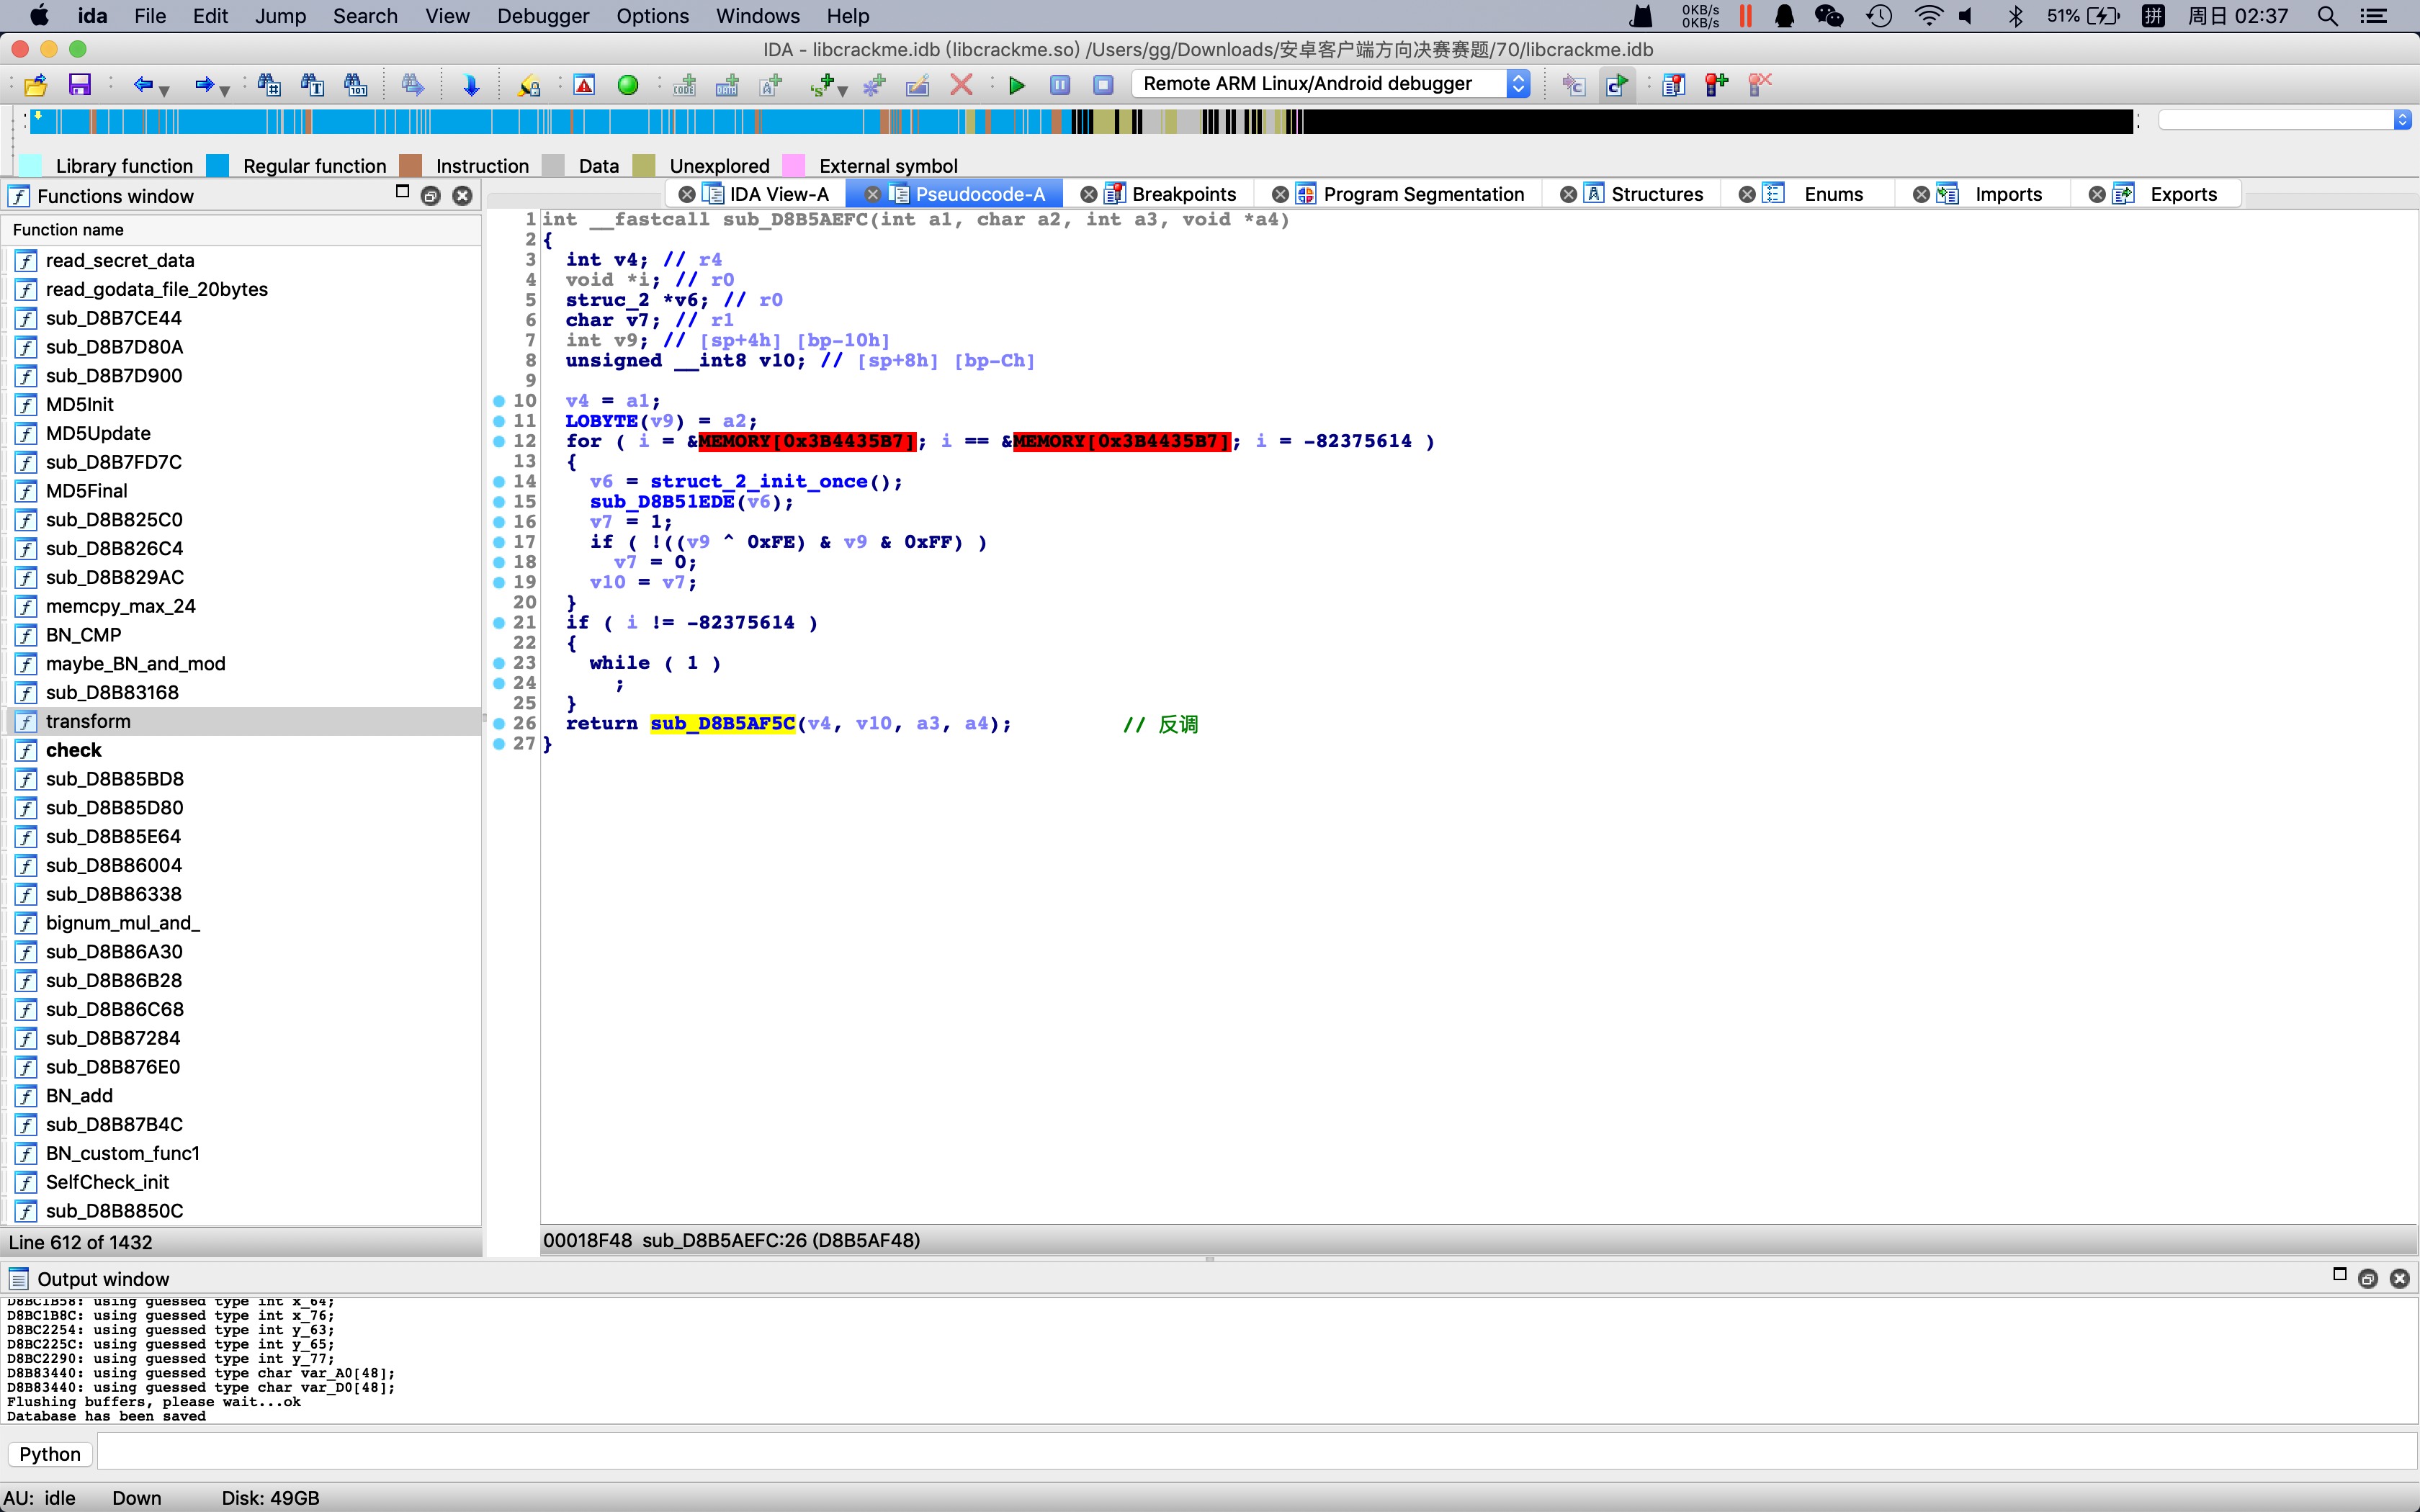 ida File Edit Jump Search View Debugger Options Windows Help 0KB/s 0KB/s 51% 拼 周日 02:37
IDA - libcrackme.idb (libcrackme.so) /Users/gg/Downloads/安卓客户端方向决赛赛题/70/libcrackme.idb
Remote ARM Linux/Android debugger
Library function Regular function Instruction Data Unexplored External symbol
Functions window
IDA View-A Pseudocode-A Breakpoints Program Segmentation Structures Enums Imports Exports
Function name
read_secret_data
read_godata_file_20bytes
sub_D8B7CE44
sub_D8B7D80A
sub_D8B7D900
MD5Init
MD5Update
sub_D8B7FD7C
MD5Final
sub_D8B825C0
sub_D8B826C4
sub_D8B829AC
memcpy_max_24
BN_CMP
maybe_BN_and_mod
sub_D8B83168
transform
check
sub_D8B85BD8
sub_D8B85D80
sub_D8B85E64
sub_D8B86004
sub_D8B86338
bignum_mul_and_
sub_D8B86A30
sub_D8B86B28
sub_D8B86C68
sub_D8B87284
sub_D8B876E0
BN_add
sub_D8B87B4C
BN_custom_func1
SelfCheck_init
sub_D8B8850C
Line 612 of 1432
1 int __fastcall sub_D8B5AEFC(int a1, char a2, int a3, void *a4)
2 {
3 int v4; // r4
4 void *i; // r0
5 struc_2 *v6; // r0
6 char v7; // r1
7 int v9; // [sp+4h] [bp-10h]
8 unsigned __int8 v10; // [sp+8h] [bp-Ch]
9
10 v4 = a1;
11 LOBYTE(v9) = a2;
12 for ( i = &MEMORY[0x3B4435B7]; i == &MEMORY[0x3B4435B7]; i = -82375614 )
13 {
14 v6 = struct_2_init_once();
15 sub_D8B51EDE(v6);
16 v7 = 1;
17 if ( !((v9 ^ 0xFE) & v9 & 0xFF) )
18 v7 = 0;
19 v10 = v7;
20 }
21 if ( i != -82375614 )
22 {
23 while ( 1 )
24 ;
25 }
26 return sub_D8B5AF5C(v4, v10, a3, a4); // 反调
27 }
00018F48 sub_D8B5AEFC:26 (D8B5AF48)
Output window
D8BC1B58: using guessed type int x_64;
D8BC1B8C: using guessed type int x_76;
D8BC2254: using guessed type int y_63;
D8BC225C: using guessed type int y_65;
D8BC2290: using guessed type int y_77;
D8B83440: using guessed type char var_A0[48];
D8B83440: using guessed type char var_D0[48];
Flushing buffers, please wait...ok
Database has been saved
Python
AU: idle Down Disk: 49GB